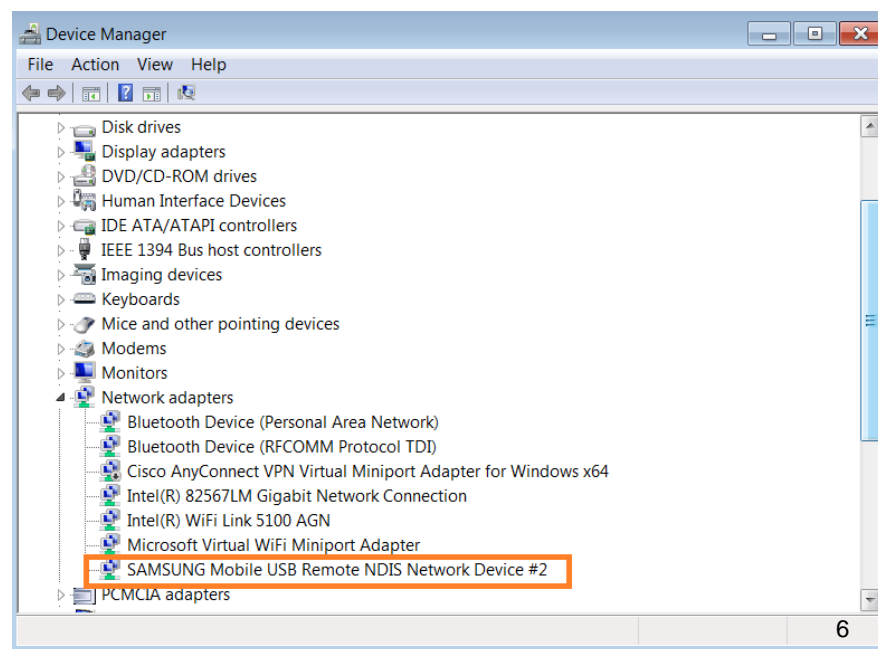 Device Manager
File Action View Help
Disk drives
Display adapters
DVD/CD-ROM drives
Human Interface Devices
IDE ATA/ATAPI controllers
IEEE 1394 Bus host controllers
Imaging devices
Keyboards
Mice and other pointing devices
Modems
Monitors
Network adapters
Bluetooth Device (Personal Area Network)
Bluetooth Device (RFCOMM Protocol TDI)
Cisco AnyConnect VPN Virtual Miniport Adapter for Windows x64
Intel(R) 82567LM Gigabit Network Connection
Intel(R) WiFi Link 5100 AGN
Microsoft Virtual WiFi Miniport Adapter
SAMSUNG Mobile USB Remote NDIS Network Device #2
PCMCIA adapters
6